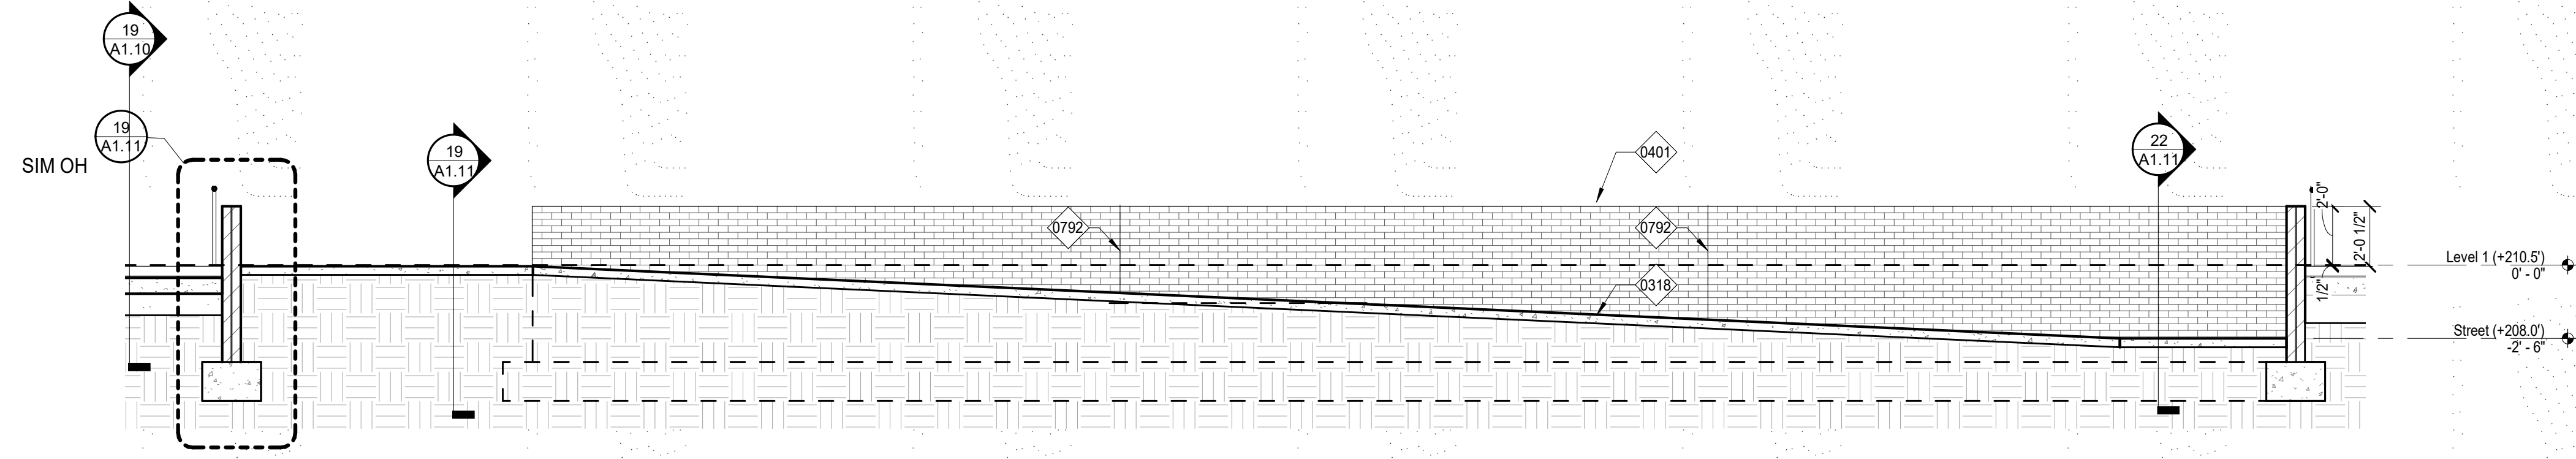 19
A1.10
19
A1.11
SIM OH
19
A1.11
0401
22
A1.11
0792
0792
0318
2'-0"
2'-0 1/2"
1/2"
Level 1 (+210.5')
0' - 0"
Street (+208.0')
-2' - 6"